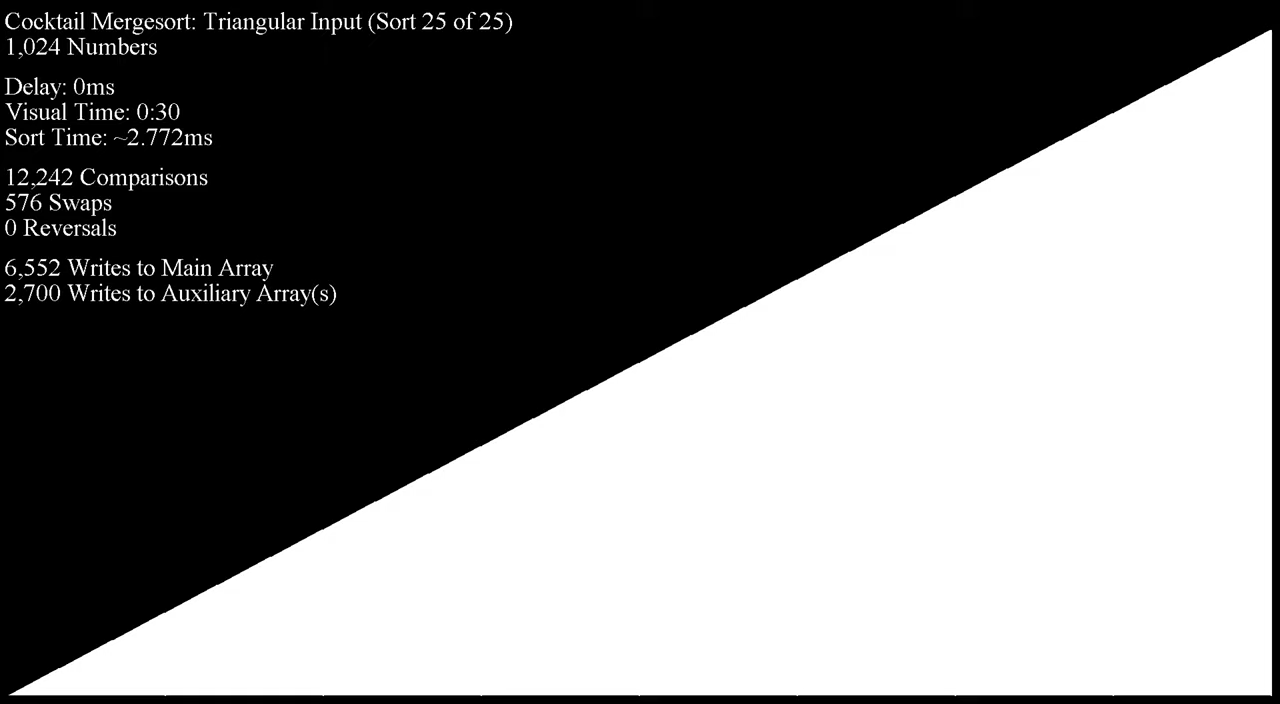 Cocktail Mergesort: Triangular Input (Sort 25 of 25)
1,024 Numbers
Delay: 0ms
Visual Time: 0:30
Sort Time: ~2.772ms
12,242 Comparisons
576 Swaps
0 Reversals
6,552 Writes to Main Array
2,700 Writes to Auxiliary Array(s)